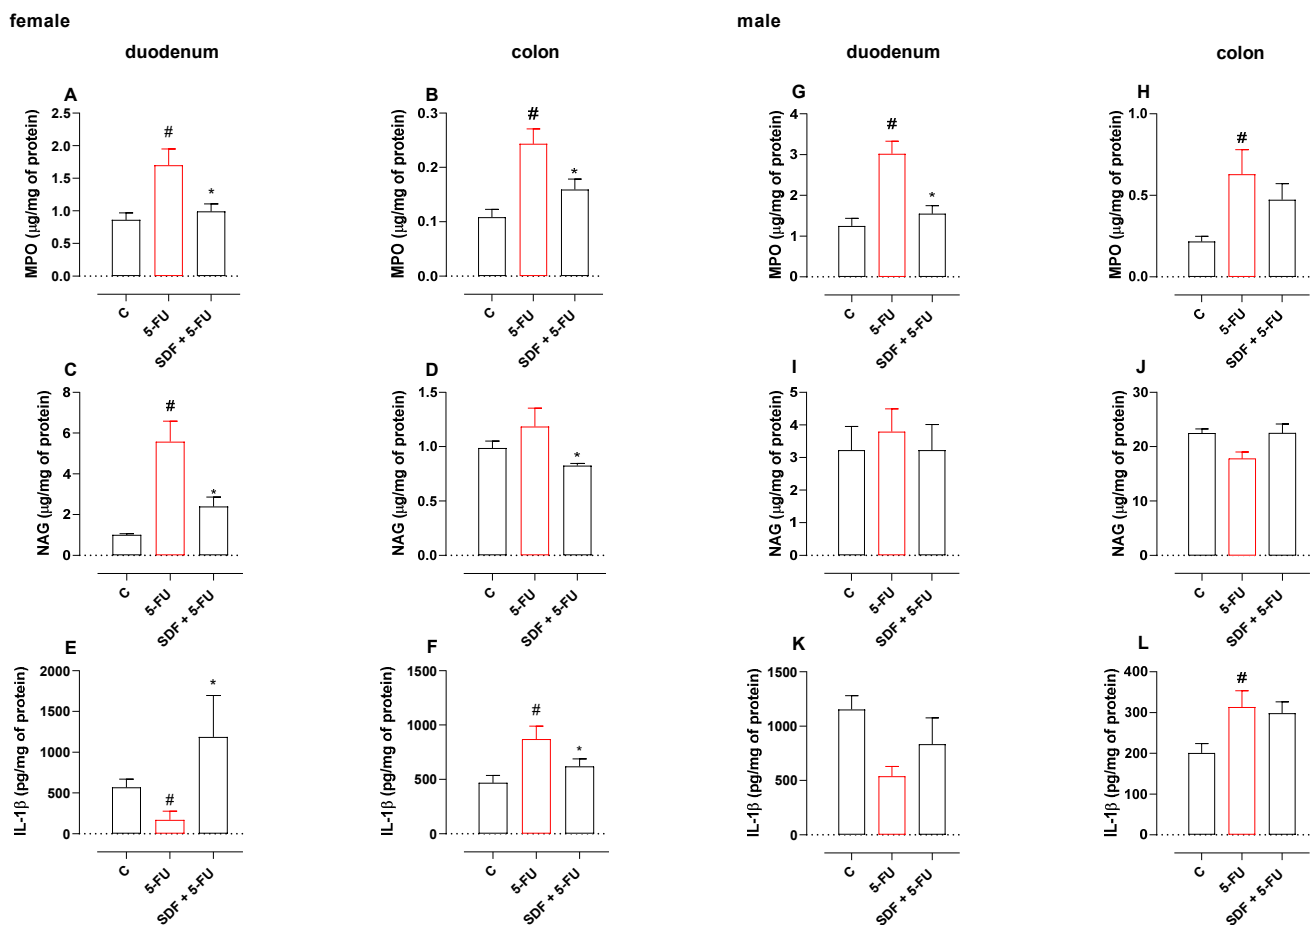 female
male
duodenum
colon
duodenum
colon
A
MPO (μg/mg of protein)
2.5
2.0
1.5
1.0
0.5
0.0
#
*
C
5-FU
SDF + 5-FU
B
MPO (μg/mg of protein)
0.3
0.2
0.1
0.0
#
*
C
5-FU
SDF + 5-FU
G
MPO (μg/mg of protein)
4
3
2
1
0
#
*
C
5-FU
SDF + 5-FU
H
MPO (μg/mg of protein)
1.0
0.5
0.0
#
C
5-FU
SDF + 5-FU
C
NAG (μg/mg of protein)
8
6
4
2
0
#
*
C
5-FU
SDF + 5-FU
D
NAG (μg/mg of protein)
1.5
1.0
0.5
0.0
*
C
5-FU
SDF + 5-FU
I
NAG (μg/mg of protein)
5
4
3
2
1
0
C
5-FU
SDF + 5-FU
J
NAG (μg/mg of protein)
30
20
10
0
C
5-FU
SDF + 5-FU
E
IL-1β (pg/mg of protein)
2000
1500
1000
500
0
#
*
C
5-FU
SDF + 5-FU
F
IL-1β (pg/mg of protein)
1500
1000
500
0
#
*
C
5-FU
SDF + 5-FU
K
IL-1β (pg/mg of protein)
1500
1000
500
0
C
5-FU
SDF + 5-FU
L
IL-1β (pg/mg of protein)
400
300
200
100
0
#
C
5-FU
SDF + 5-FU